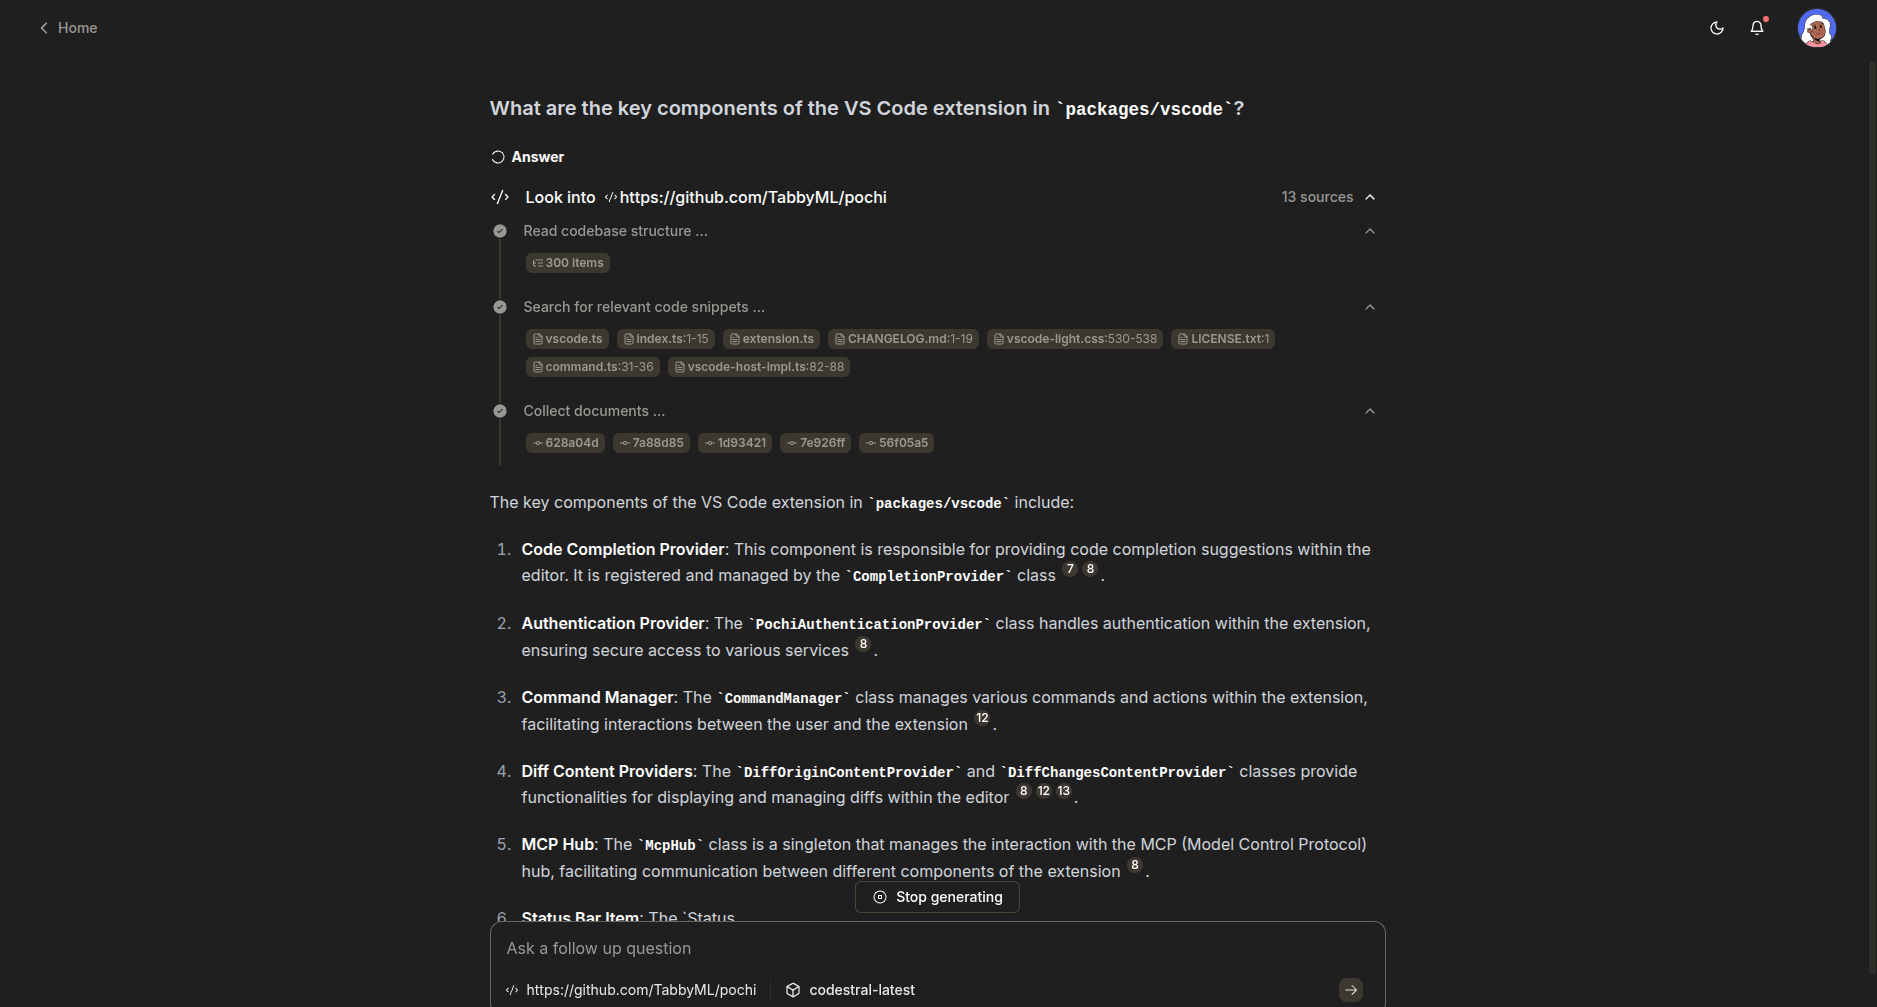 Home
What are the key components of the VS Code extension in `packages/vscode`?
Answer
Look into https://github.com/TabbyML/pochi 13 sources
Read codebase structure ...
300 items
Search for relevant code snippets ...
vscode.ts index.ts:1-15 extension.ts CHANGELOG.md:1-19 vscode-light.css:530-538 LICENSE.txt:1
command.ts:31-36 vscode-host-impl.ts:82-88
Collect documents ...
628a04d 7a88d85 1d93421 7e926ff 56f05a5
The key components of the VS Code extension in `packages/vscode` include:
1. Code Completion Provider: This component is responsible for providing code completion suggestions within the
editor. It is registered and managed by the `CompletionProvider` class 7 8 .
2. Authentication Provider: The `PochiAuthenticationProvider` class handles authentication within the extension,
ensuring secure access to various services 8 .
3. Command Manager: The `CommandManager` class manages various commands and actions within the extension,
facilitating interactions between the user and the extension 12 .
4. Diff Content Providers: The `DiffOriginContentProvider` and `DiffChangesContentProvider` classes provide
functionalities for displaying and managing diffs within the editor 8 12 13 .
5. MCP Hub: The `McpHub` class is a singleton that manages the interaction with the MCP (Model Control Protocol)
hub, facilitating communication between different components of the extension 8 .
Stop generating
6. Status Bar Item: The `Status
Ask a follow up question
https://github.com/TabbyML/pochi codestral-latest